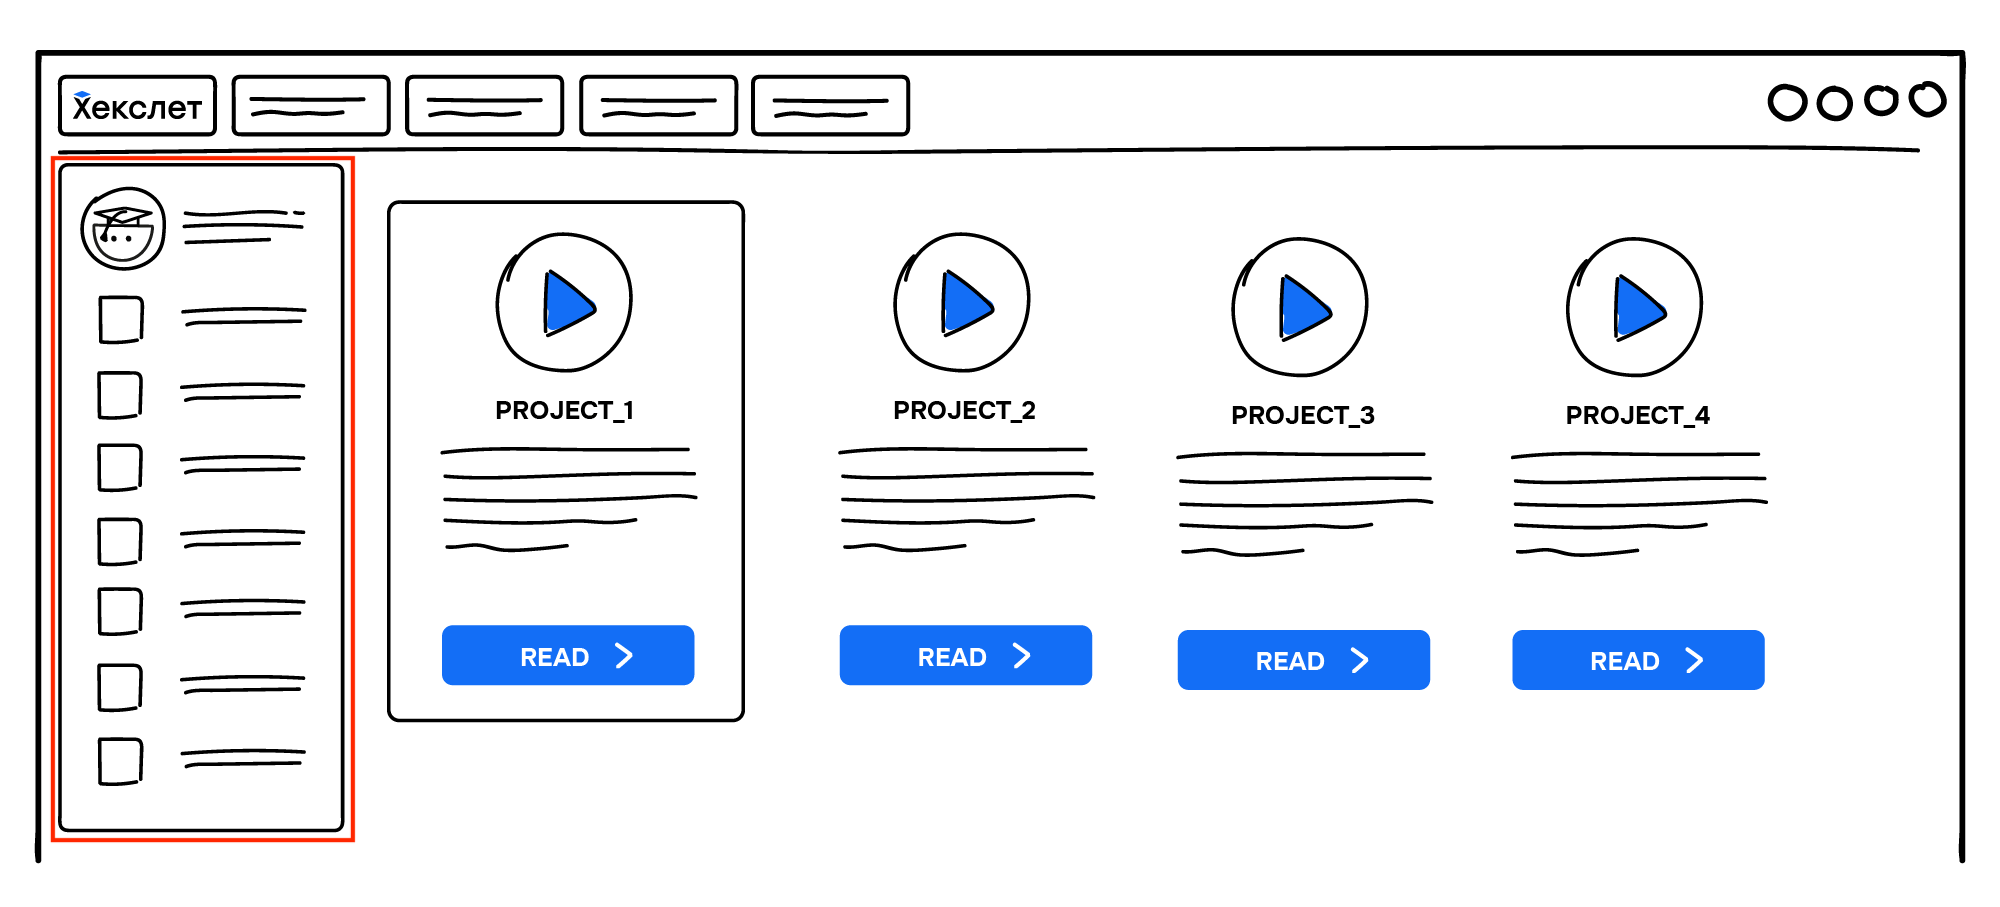 Хекслет
PROJECT_1
READ
PROJECT_2
READ
PROJECT_3
READ
PROJECT_4
READ